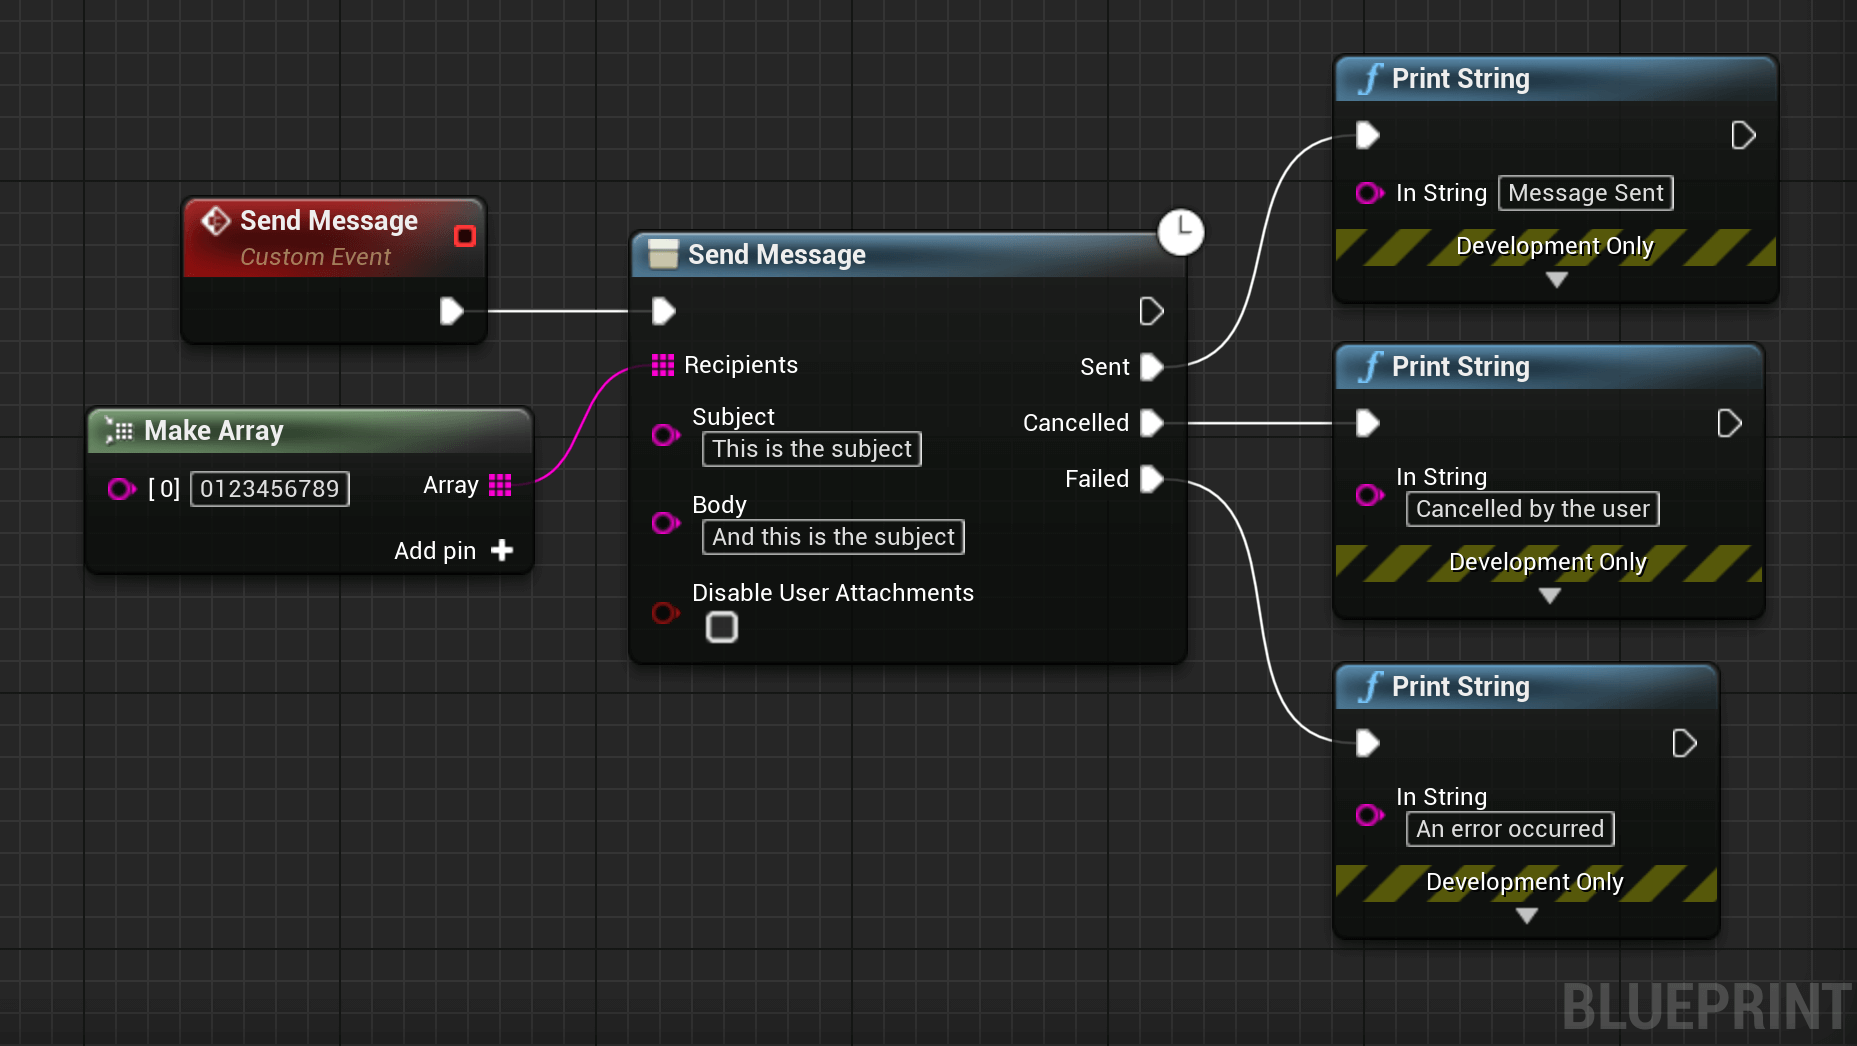 Send Message
Custom Event
Make Array
[ 0] 0123456789 Array
Add pin
Send Message
Recipients
Sent
Subject
This is the subject
Cancelled
Failed
Body
And this is the subject
Disable User Attachments
Print String
In String Message Sent
Development Only
Print String
In String
Cancelled by the user
Development Only
Print String
In String
An error occurred
Development Only
BLUEPRINT